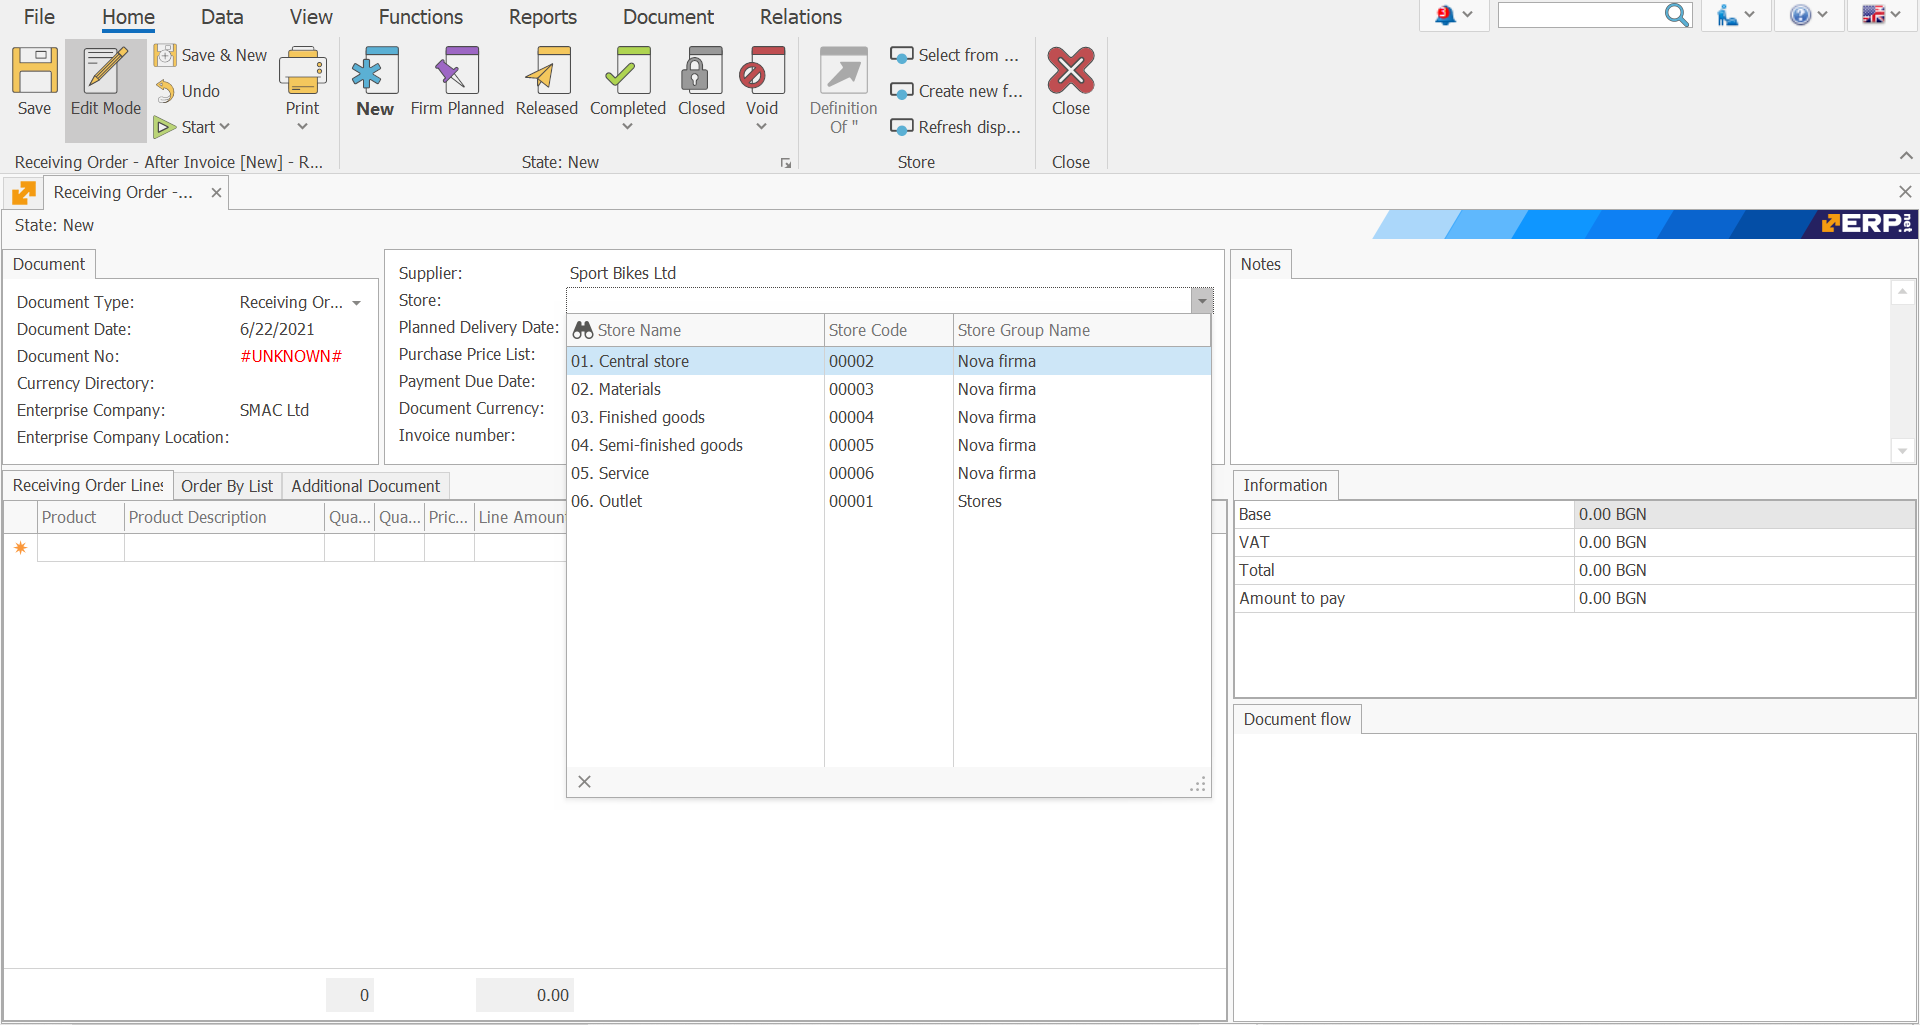 File Home Data View Functions Reports Document Relations
3
Save
Edit Mode
Save & New
Undo
Start
Print
New
Firm Planned
Released
Completed
Closed
Void
Definition
Of "
Select from ...
Create new f...
Refresh disp...
Close
Receiving Order - After Invoice [New] - R...
State: New
Store
Close
Receiving Order -...
State: New
ERP.net
Document
Document Type: Receiving Or...
Document Date: 6/22/2021
Document No: #UNKNOWN#
Currency Directory:
Enterprise Company: SMAC Ltd
Enterprise Company Location:
Supplier: Sport Bikes Ltd
Store:
Planned Delivery Date:
Purchase Price List:
Payment Due Date:
Document Currency:
Invoice number:
Store Name Store Code Store Group Name
01. Central store 00002 Nova firma
02. Materials 00003 Nova firma
03. Finished goods 00004 Nova firma
04. Semi-finished goods 00005 Nova firma
05. Service 00006 Nova firma
06. Outlet 00001 Stores
Notes
Receiving Order Lines Order By List Additional Document
Product Product Description Qua... Qua... Pric... Line Amoun
0 0.00
Information
Base 0.00 BGN
VAT 0.00 BGN
Total 0.00 BGN
Amount to pay 0.00 BGN
Document flow